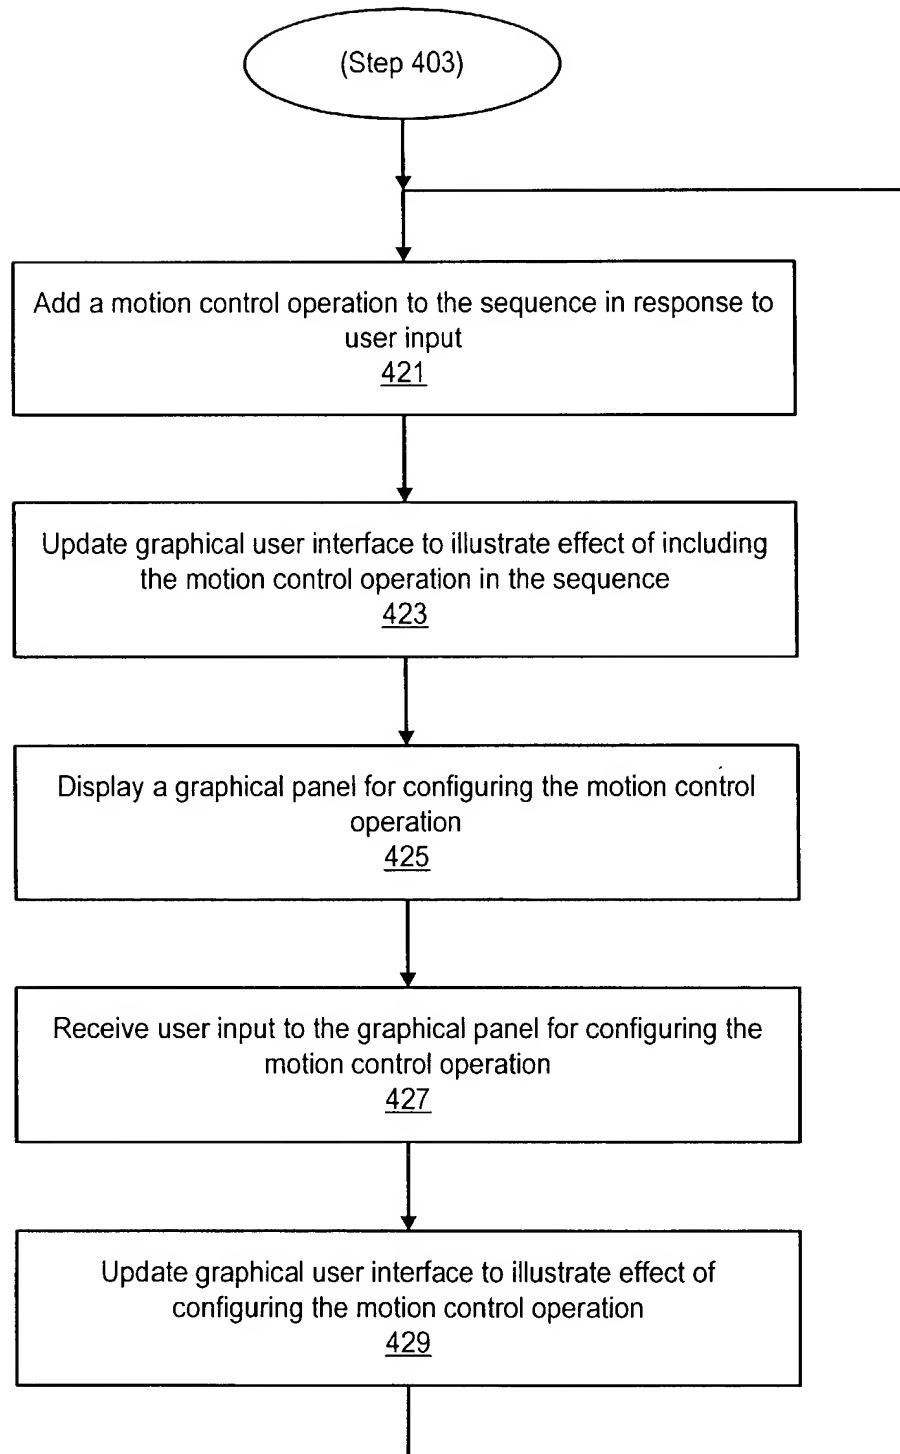 (Step 403)
Add a motion control operation to the sequence in response to
user input
421
Update graphical user interface to illustrate effect of including
the motion control operation in the sequence
423
Display a graphical panel for configuring the motion control
operation
425
Receive user input to the graphical panel for configuring the
motion control operation
427
Update graphical user interface to illustrate effect of
configuring the motion control operation
429